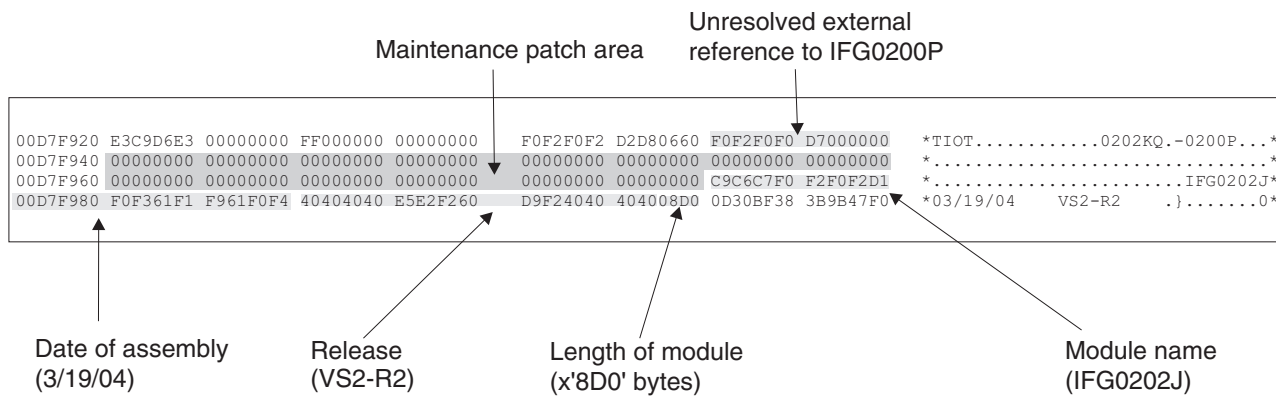 Unresolved external
reference to IFG0200P
Maintenance patch area
00D7F920 E3C9D6E3 00000000 FF000000 00000000 F0F2F0F2 D2D80660 F0F2F0F0 D7000000 *TIOT............0202KQ.-0200P...*
00D7F940 00000000 00000000 00000000 00000000 00000000 00000000 00000000 00000000 *................................*
00D7F960 00000000 00000000 00000000 00000000 00000000 00000000 C9C6C7F0 F2F0F2D1 *........................IFG0202J*
00D7F980 F0F361F1 F961F0F4 40404040 E5E2F260 D9F24040 404008D0 0D30BF38 3B9B47F0 *03/19/04 VS2-R2 .}.......0*
Date of assembly
(3/19/04)
Release
(VS2-R2)
Length of module
(x'8D0' bytes)
Module name
(IFG0202J)